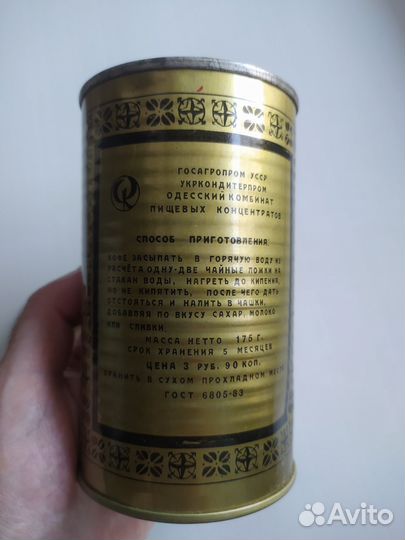 ГОСАГРОПРОМ УССР
УКРКОНДИТЕРПРОМ
ОДЕССКИЙ КОМБИНАТ
ПИЩЕВЫХ КОНЦЕНТРАТОВ
СПОСОБ ПРИГОТОВЛЕНИЯ
КОФЕ ЗАСЫПАТЬ В ГОРЯЧУЮ ВОДУ ИЗ
РАСЧЁТА ОДНУ-ДВЕ ЧАЙНЫЕ ЛОЖКИ НА
СТАКАН ВОДЫ, НАГРЕТЬ ДО КИПЕНИЯ,
НО НЕ КИПЯТИТЬ, ПОСЛЕ ЧЕГО ДАТЬ
ОТСТОЯТЬСЯ И НАЛИТЬ В ЧАШКИ,
ДОБАВЛЯЯ ПО ВКУСУ САХАР, МОЛОКО
ИЛИ СЛИВКИ.
МАССА НЕТТО 175 Г.
СРОК ХРАНЕНИЯ 5 МЕСЯЦЕВ
ЦЕНА 3 РУБ. 90 КОП.
ХРАНИТЬ В СУХОМ ПРОХЛАДНОМ МЕСТЕ
ГОСТ 6805-83
Avito